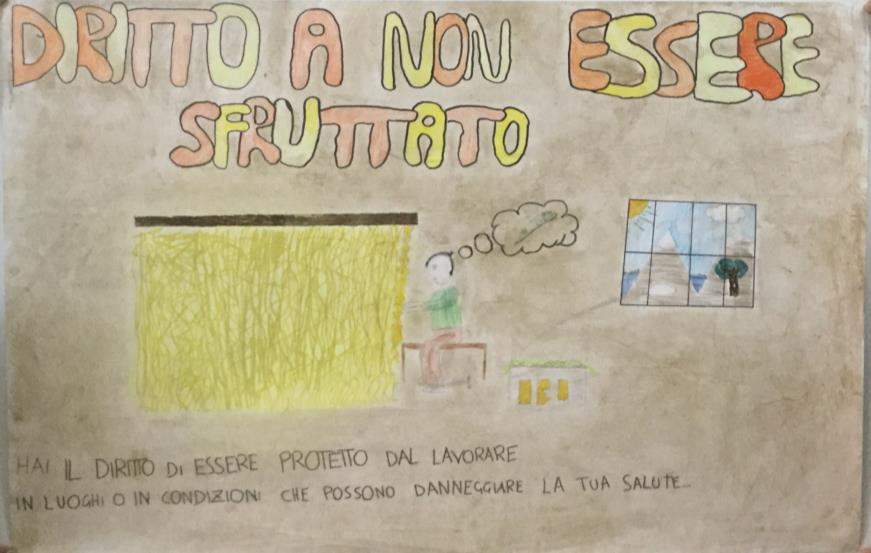 DIRITTO A NON ESSERE
SFRUTTATO
HAI IL DIRITTO DI ESSERE PROTETTO DAL LAVORARE
IN LUOGHI O IN CONDIZIONI CHE POSSONO DANNEGGIARE LA TUA SALUTE...